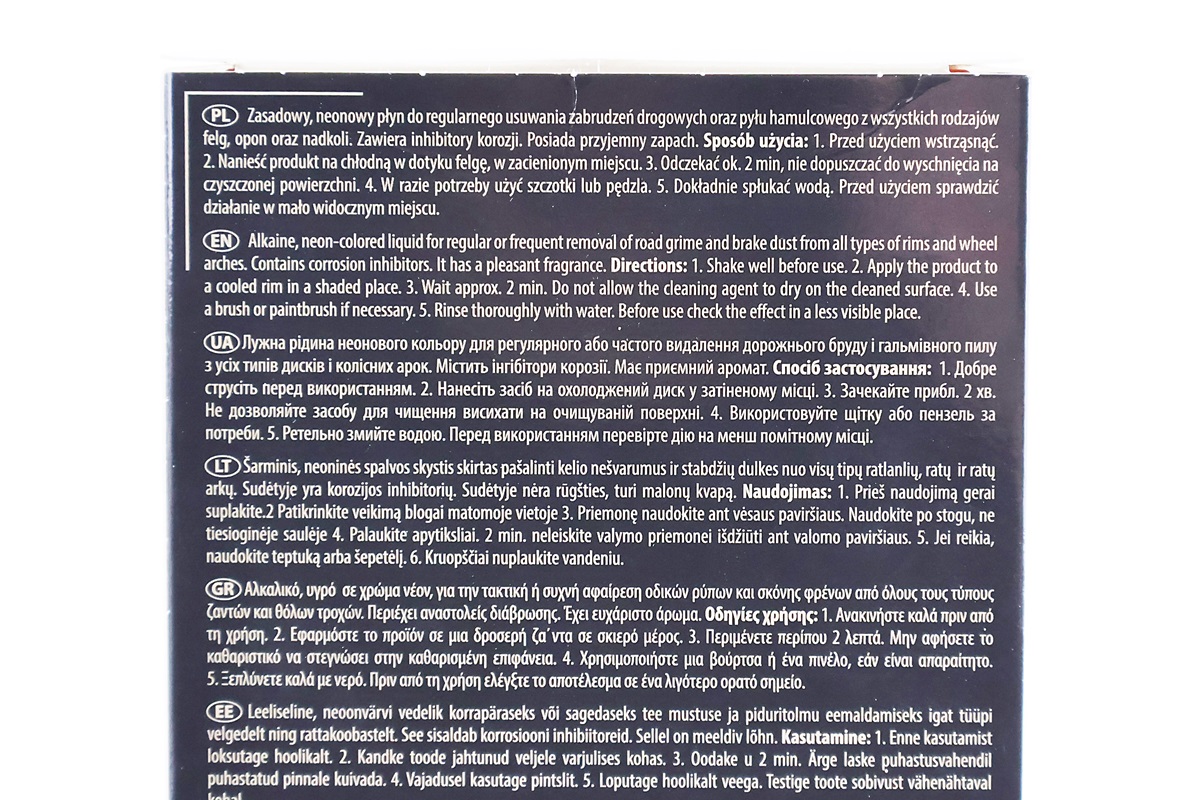 PL Zasadowy, neonowy płyn do regularnego usuwania zabrudzeń drogowych oraz pyłu hamulcowego z wszystkich rodzajów
felg, opon oraz nadkoli. Zawiera inhibitory korozji. Posiada przyjemny zapach. Sposób użycia: 1. Przed użyciem wstrząsnąć.
2. Nanieść produkt na chłodną w dotyku felgę, w zacienionym miejscu. 3. Odczekać ok. 2 min, nie dopuszczać do wyschnięcia na
czyszczonej powierzchni. 4. W razie potrzeby użyć szczotki lub pędzla. 5. Dokładnie spłukać wodą. Przed użyciem sprawdzić
działanie w mało widocznym miejscu.
EN Alkaine, neon-colored liquid for regular or frequent removal of road grime and brake dust from all types of rims and wheel
arches. Contains corrosion inhibitors. It has a pleasant fragrance. Directions: 1. Shake well before use. 2. Apply the product to
a cooled rim in a shaded place. 3. Wait approx. 2 min. Do not allow the cleaning agent to dry on the cleaned surface. 4. Use
a brush or paintbrush if necessary. 5. Rinse thoroughly with water. Before use check the effect in a less visible place.
UA Лужна рідина неонового кольору для регулярного або частого видалення дорожнього бруду і гальмівного пилу
з усіх типів дисків і колісних арок. Містить інгібітори корозії. Має приємний аромат. Спосіб застосування: 1. Добре
струсіть перед використанням. 2. Нанесіть засіб на охолоджений диск у затіненому місці. 3. Зачекайте прибл. 2 хв.
Не дозволяйте засобу для чищення висихати на очищуваній поверхні. 4. Використовуйте щітку або пензель за
потреби. 5. Ретельно змийте водою. Перед використанням перевірте дію на менш помітному місці.
LT Šarminis, neoninės spalvos skystis skirtas pašalinti kelio nešvarumus ir stabdžių dulkes nuo visų tipų ratlanlių, ratų ir ratų
arkų. Sudėtyje yra korozijos inhibitorių. Sudėtyje nėra rūgšties, turi malonų kvapą. Naudojimas: 1. Prieš naudojimą gerai
suplakite.2 Patikrinkite veikimą blogai matomoje vietoje 3. Priemonę naudokite ant vėsaus paviršiaus. Naudokite po stogu, ne
tiesioginėje saulėje 4. Palaukite apytiksliai. 2 min. neleiskite valymo priemonei išdžiūti ant valomo paviršiaus. 5. Jei reikia,
naudokite teptuką arba šepetėlį. 6. Kruopščiai nuplaukite vandeniu.
GR Αλκαλικό, υγρό σε χρώμα νέον, για την τακτική ή συχνή αφαίρεση οδικών ρύπων και σκόνης φρένων από όλους τους τύπους
ζαντών και θόλων τροχών. Περιέχει αναστολείς διάβρωσης. Έχει ευχάριστο άρωμα. Οδηγίες χρήσης: 1. Ανακινήστε καλά πριν από
τη χρήση. 2. Εφαρμόστε το προϊόν σε μια δροσερή ζα΄ντα σε σκιερό μέρος. 3. Περιμένετε περίπου 2 λεπτά. Μην αφήσετε το
καθαριστικό να στεγνώσει στην καθαρισμένη επιφάνεια. 4. Χρησιμοποιήστε μια βούρτσα ή ένα πινέλο, εάν είναι απαραίτητο.
5. Ξεπλύνετε καλά με νερό. Πριν από τη χρήση ελέγξτε το αποτέλεσμα σε ένα λιγότερο ορατό σημείο.
EE Leeliseline, neoonvärvi vedelik korrapäraseks või sagedaseks tee mustuse ja piduritolmu eemaldamiseks igat tüüpi
velgedelt ning rattakoobastelt. See sisaldab korrosiooni inhibiitoreid. Sellel on meeldiv lõhn. Kasutamine: 1. Enne kasutamist
loksutage hoolikalt. 2. Kandke toode jahtunud veljele varjulises kohas. 3. Oodake u 2 min. Ärge laske puhastusvahendil
puhastatud pinnale kuivada. 4. Vajadusel kasutage pintslit. 5. Loputage hoolikalt veega. Testige toote sobivust vähenähtaval